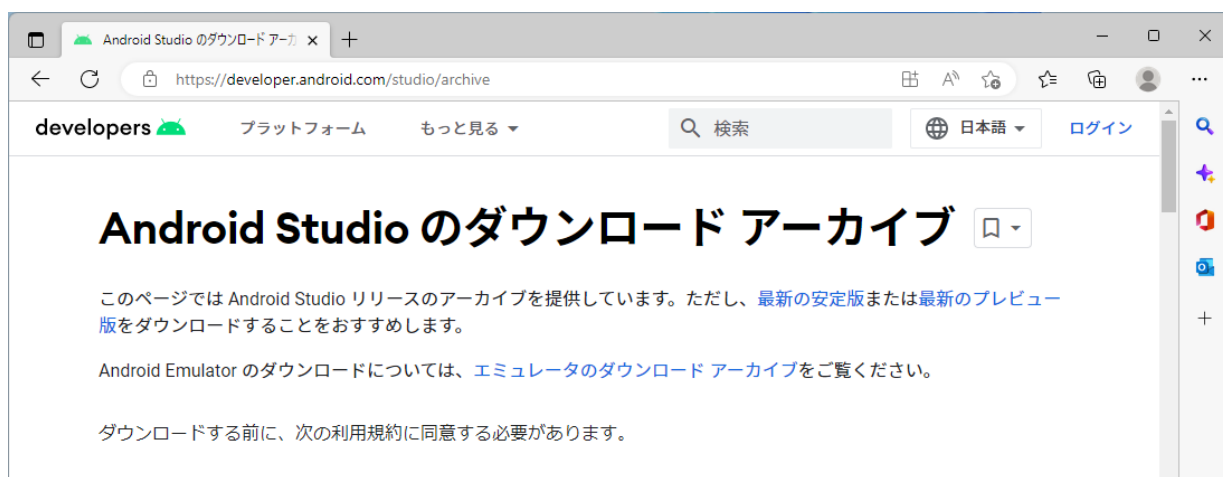 Android Studio のダウンロード アーカ
https://developer.android.com/studio/archive
developers プラットフォーム もっと見る 検索 日本語 ログイン
Android Studio のダウンロード アーカイブ
このページでは Android Studio リリースのアーカイブを提供しています。ただし、最新の安定版または最新のプレビュー
版をダウンロードすることをおすすめします。
Android Emulator のダウンロードについては、エミュレータのダウンロード アーカイブをご覧ください。
ダウンロードする前に、次の利用規約に同意する必要があります。